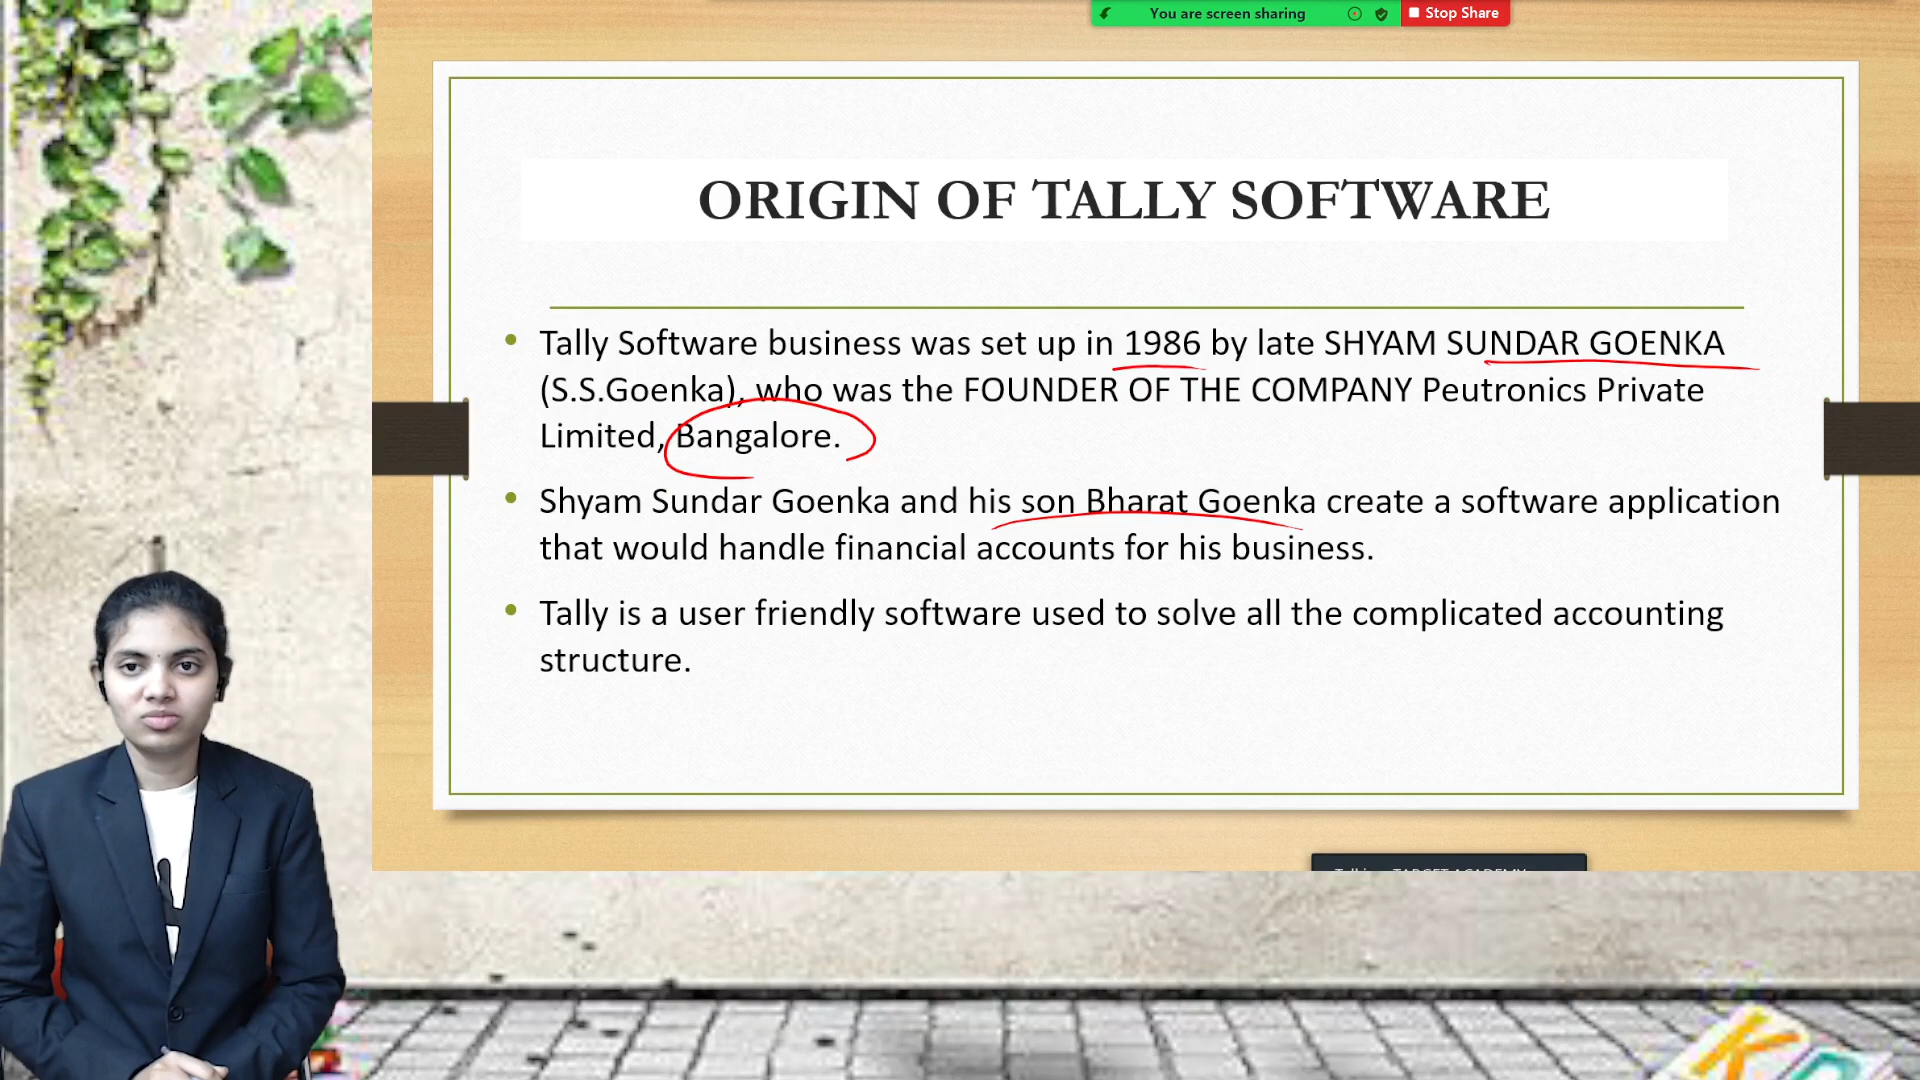 You are screen sharing
Stop Share
ORIGIN OF TALLY SOFTWARE
• Tally Software business was set up in 1986 by late SHYAM SUNDAR GOENKA
(S.S.Goenka), who was the FOUNDER OF THE COMPANY Peutronics Private
Limited, Bangalore.
• Shyam Sundar Goenka and his son Bharat Goenka create a software application
that would handle financial accounts for his business.
• Tally is a user friendly software used to solve all the complicated accounting
structure.